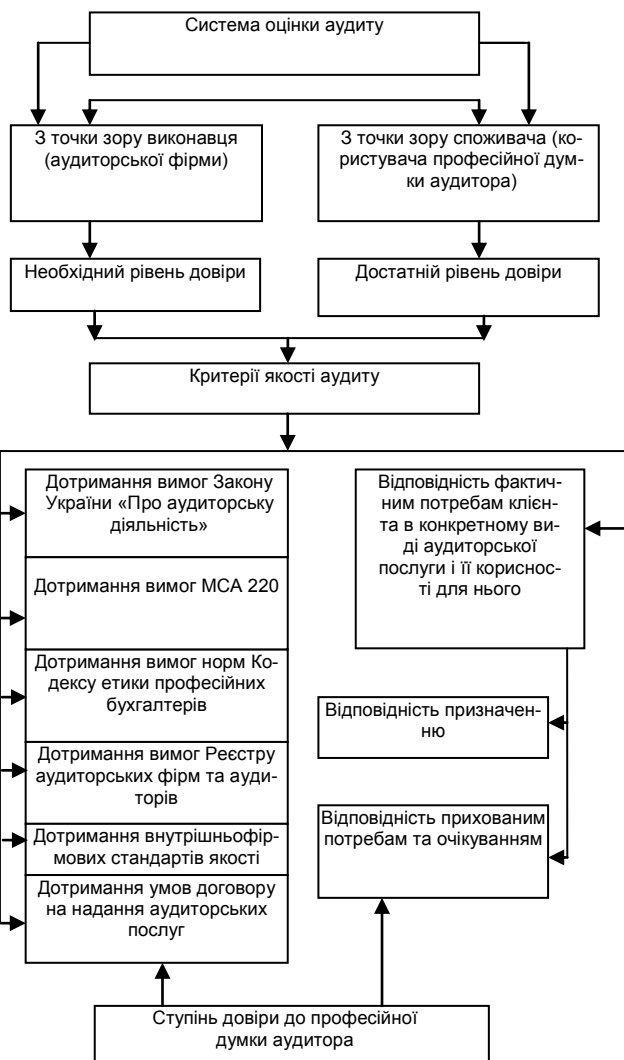 Система оцінки аудиту
З точки зору виконавця
(аудиторської фірми)
З точки зору споживача (ко-
ристувача професійної дум-
ки аудитора)
Необхідний рівень довіри
Достатній рівень довіри
Критерії якості аудиту
Дотримання вимог Закону
України «Про аудиторську
діяльність»
Дотримання вимог МСА 220
Дотримання вимог норм Ко-
дексу етики професійних
бухгалтерів
Дотримання вимог Реєстру
аудиторських фірм та ауди-
торів
Дотримання внутрішньофір-
мових стандартів якості
Дотримання умов договору
на надання аудиторських
послуг
Відповідність фактич-
ним потребам клієн-
та в конкретному ви-
ді аудиторської
послуги і її кориснос-
ті для нього
Відповідність призначен-
ню
Відповідність прихованим
потребам та очікуванням
Ступінь довіри до професійної
думки аудитора